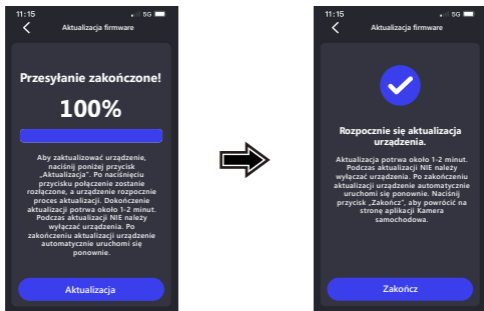 11:15
5G
Aktualizacja firmware
Przesyłanie zakończone!
100%
Aby zaktualizować urządzenie,
naciśnij poniżej przycisk
„Aktualizacja”. Po naciśnięciu
przycisku połączenie zostanie
rozłączone, a urządzenie rozpocznie
proces aktualizacji. Dokończenie
aktualizacji potrwa około 1-2 minut.
Podczas aktualizacji NIE należy
wyłączać urządzenia. Po
zakończeniu aktualizacji urządzenie
automatycznie uruchomi się
ponownie.
Aktualizacja
11:15
5G
Aktualizacja firmware
Rozpocznie się aktualizacja
urządzenia.
Aktualizacja potrwa około 1-2 minut.
Podczas aktualizacji NIE należy
wyłączać urządzenia. Po zakończeniu
aktualizacji urządzenie automatycznie
uruchomi się ponownie. Naciśnij
przycisk „Zakończ”, aby powrócić na
stronę aplikacji Kamera
samochodowa.
Zakończ